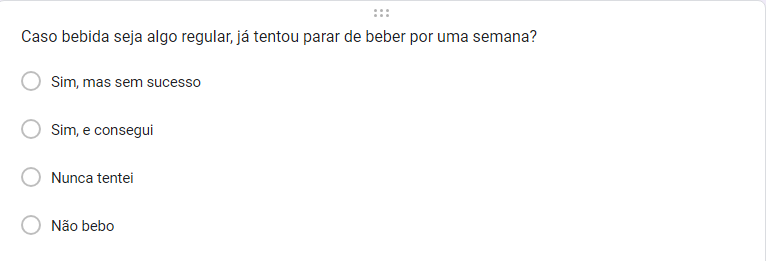 Caso bebida seja algo regular, já tentou parar de beber por uma semana?
Sim, mas sem sucesso
Sim, e consegui
Nunca tentei
Não bebo